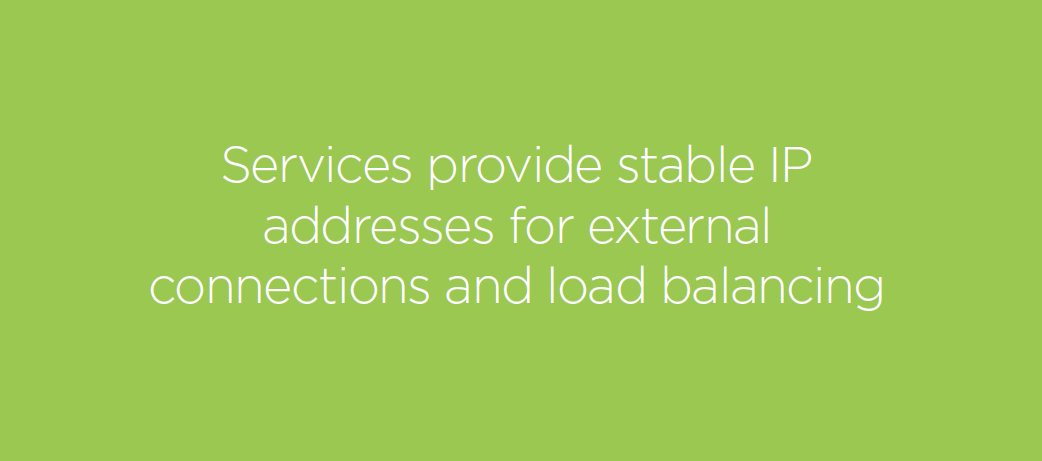 Services provide stable IP
addresses for external
connections and load balancing